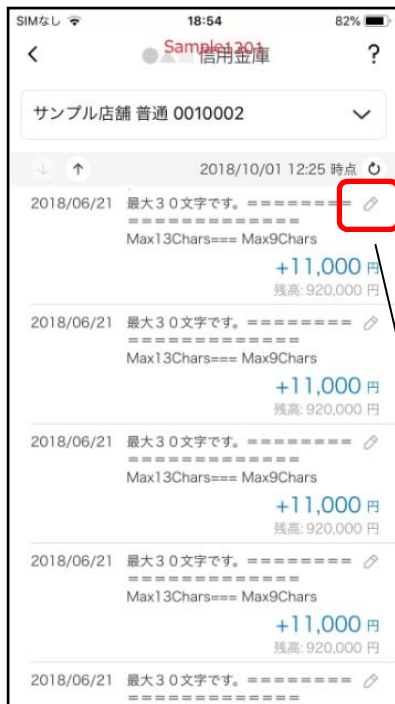 SIMなし 18:54 82%
Sample1201
信用金庫
?
サンプル店舗 普通 0010002
↓ ↑ 2018/10/01 12:25 時点
2018/06/21 最大30文字です。========
=============
Max13Chars=== Max9Chars
+11,000 円
残高: 920,000 円
2018/06/21 最大30文字です。========
=============
Max13Chars=== Max9Chars
+11,000 円
残高: 920,000 円
2018/06/21 最大30文字です。========
=============
Max13Chars=== Max9Chars
+11,000 円
残高: 920,000 円
2018/06/21 最大30文字です。========
=============
Max13Chars=== Max9Chars
+11,000 円
残高: 920,000 円
2018/06/21 最大30文字です。========
=============